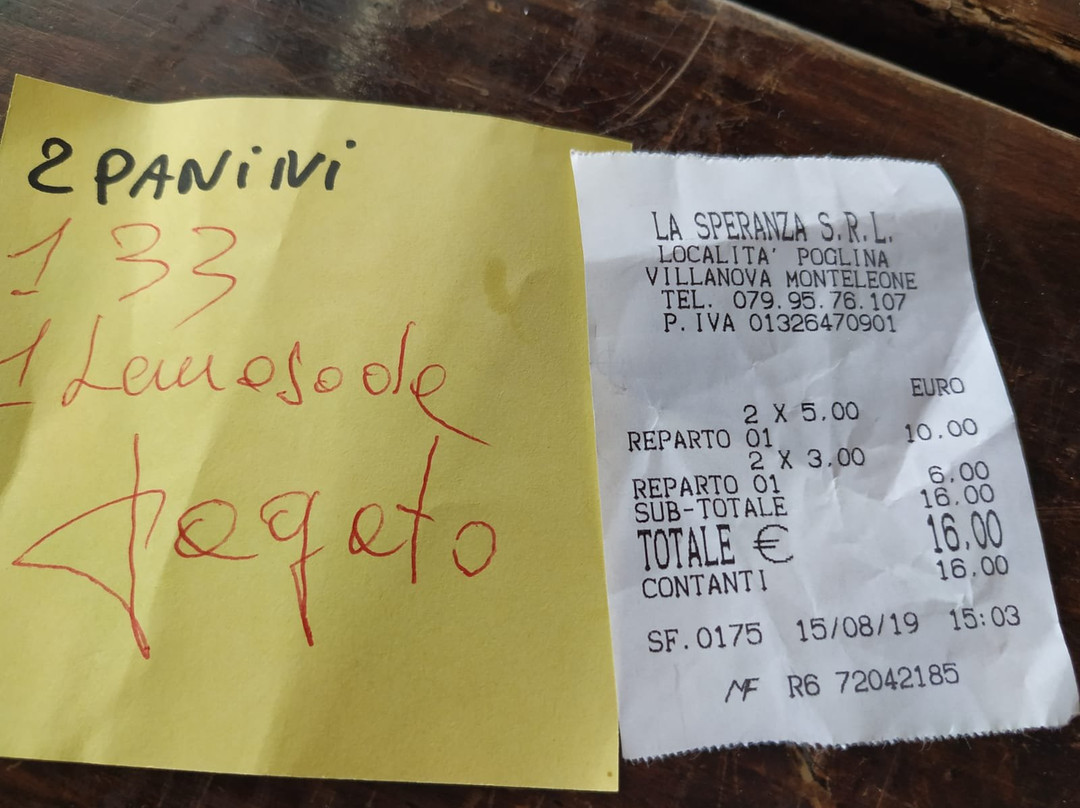 2 PANiNi
1 33
1 Lemosode
pagato
LA SPERANZA S.R.L.
LOCALITA' POGLINA
VILLANOVA MONTELEONE
TEL. 079.95.76.107
P.IVA 01326470901
EURO
2 X 5,00
REPARTO 01 10,00
2 X 3,00
REPARTO 01 6,00
SUB-TOTALE 16,00
TOTALE € 16,00
CONTANTI 16,00
SF.0175 15/08/19 15:03
MF R6 72042185